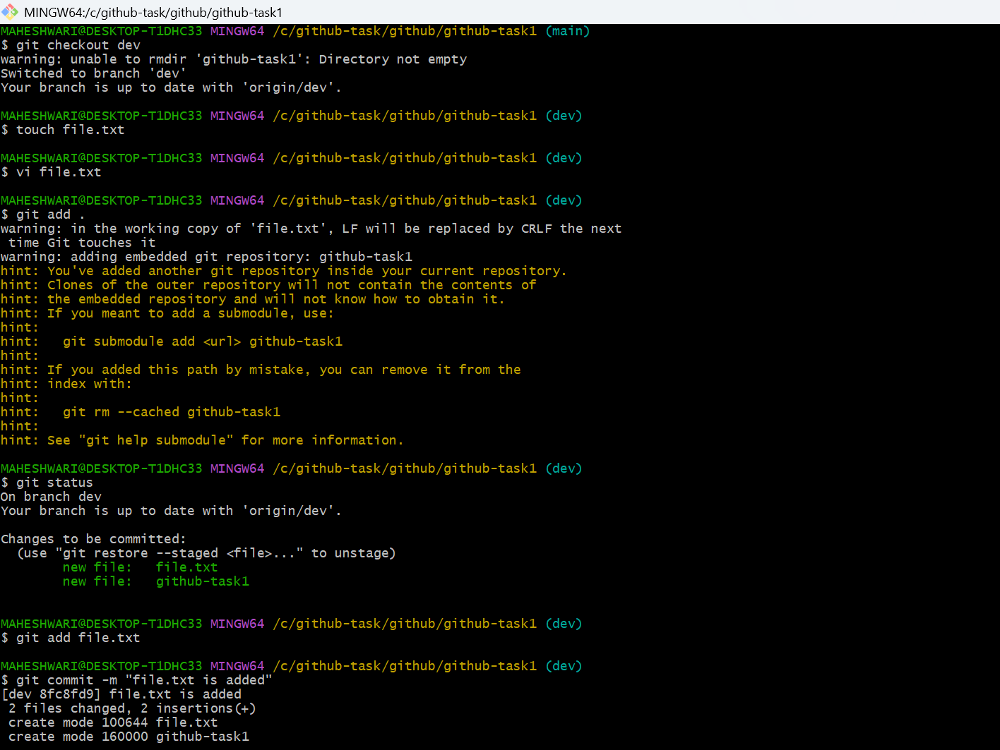 MINGW64:/c/github-task/github/github-task1
MAHESHWARI@DESKTOP-T1DHC33 MINGW64 /c/github-task/github/github-task1 (main)
$ git checkout dev
warning: unable to rmdir 'github-task1': Directory not empty
Switched to branch 'dev'
Your branch is up to date with 'origin/dev'.
MAHESHWARI@DESKTOP-T1DHC33 MINGW64 /c/github-task/github/github-task1 (dev)
$ touch file.txt
MAHESHWARI@DESKTOP-T1DHC33 MINGW64 /c/github-task/github/github-task1 (dev)
$ vi file.txt
MAHESHWARI@DESKTOP-T1DHC33 MINGW64 /c/github-task/github/github-task1 (dev)
$ git add .
warning: in the working copy of 'file.txt', LF will be replaced by CRLF the next
 time Git touches it
warning: adding embedded git repository: github-task1
hint: You've added another git repository inside your current repository.
hint: Clones of the outer repository will not contain the contents of
hint: the embedded repository and will not know how to obtain it.
hint: If you meant to add a submodule, use:
hint:
hint:   git submodule add <url> github-task1
hint:
hint: If you added this path by mistake, you can remove it from the
hint: index with:
hint:
hint:   git rm --cached github-task1
hint:
hint: See "git help submodule" for more information.
MAHESHWARI@DESKTOP-T1DHC33 MINGW64 /c/github-task/github/github-task1 (dev)
$ git status
On branch dev
Your branch is up to date with 'origin/dev'.
Changes to be committed:
  (use "git restore --staged <file>..." to unstage)
        new file:   file.txt
        new file:   github-task1
MAHESHWARI@DESKTOP-T1DHC33 MINGW64 /c/github-task/github/github-task1 (dev)
$ git add file.txt
MAHESHWARI@DESKTOP-T1DHC33 MINGW64 /c/github-task/github/github-task1 (dev)
$ git commit -m "file.txt is added"
[dev 8fc8fd9] file.txt is added
 2 files changed, 2 insertions(+)
 create mode 100644 file.txt
 create mode 160000 github-task1